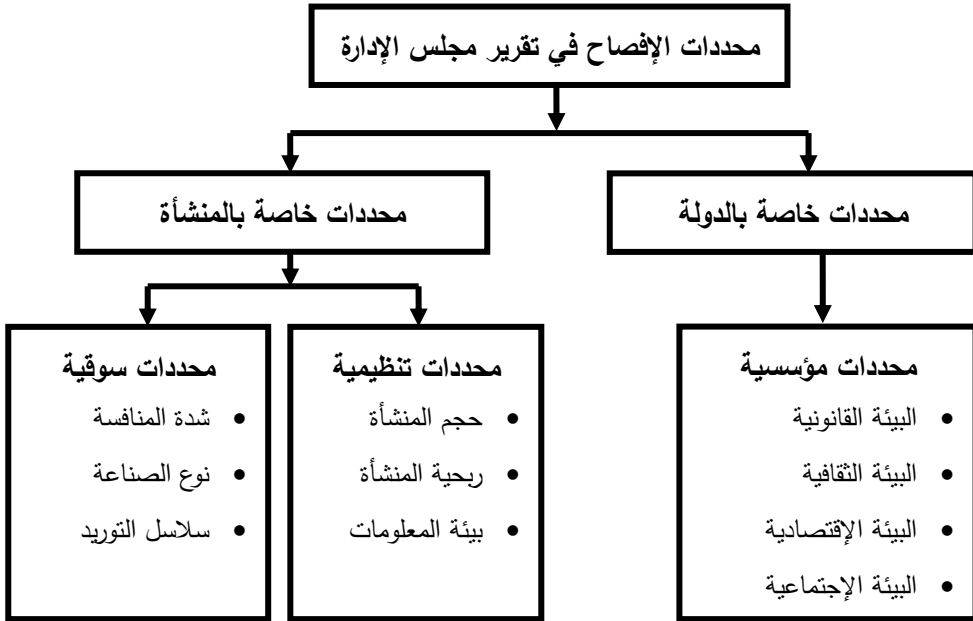 محددات الإفصاح في تقرير مجلس الإدارة
محددات خاصة بالدولة
محددات خاصة بالمنشأة
محددات مؤسسية
• البيئة القانونية
• البيئة الثقافية
• البيئة الإقتصادية
• البيئة الإجتماعية
محددات تنظيمية
• حجم المنشأة
• ربحية المنشأة
• بيئة المعلومات
محددات سوقية
• شدة المنافسة
• نوع الصناعة
• سلاسل التوريد